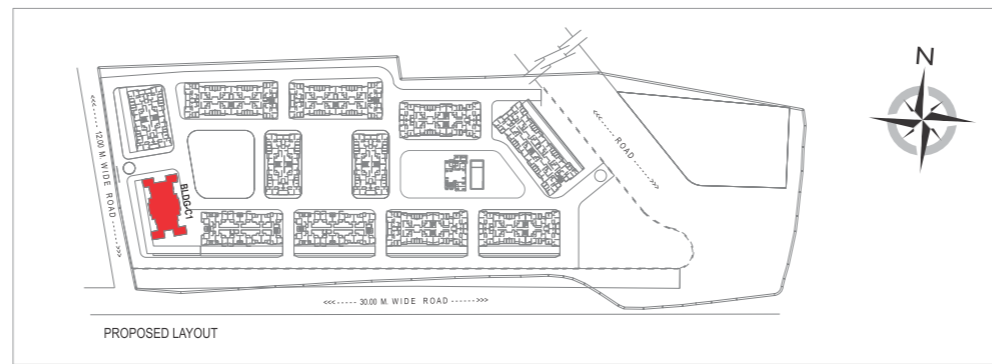 N
<<<----- 12.00 M. WIDE ROAD ----->>>
BLDG-C1
<<<----- ROAD ----->>>
<<<----- 30.00 M. WIDE ROAD ------>>>
PROPOSED LAYOUT